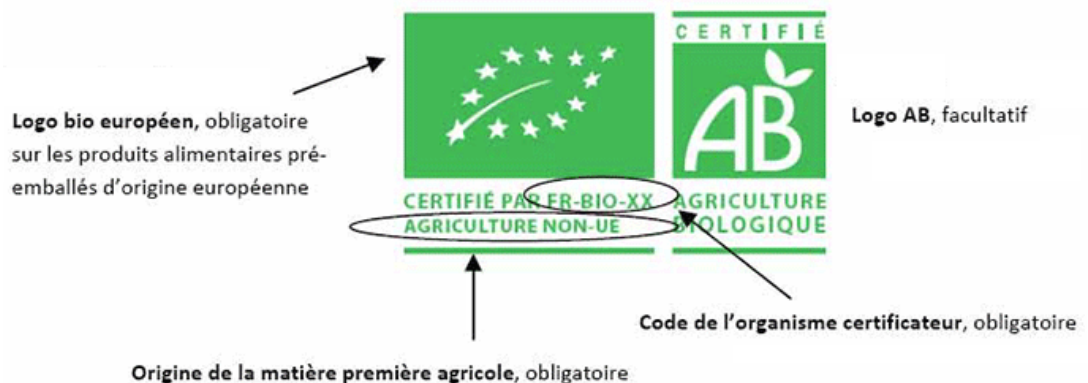 Logo bio européen, obligatoire
sur les produits alimentaires pré-
emballés d'origine européenne
CERTIFIÉ PAR FR-BIO-XX
AGRICULTURE NON-UE
CERTIFIÉ
AB
AGRICULTURE
BIOLOGIQUE
Logo AB, facultatif
Code de l'organisme certificateur, obligatoire
Origine de la matière première agricole, obligatoire